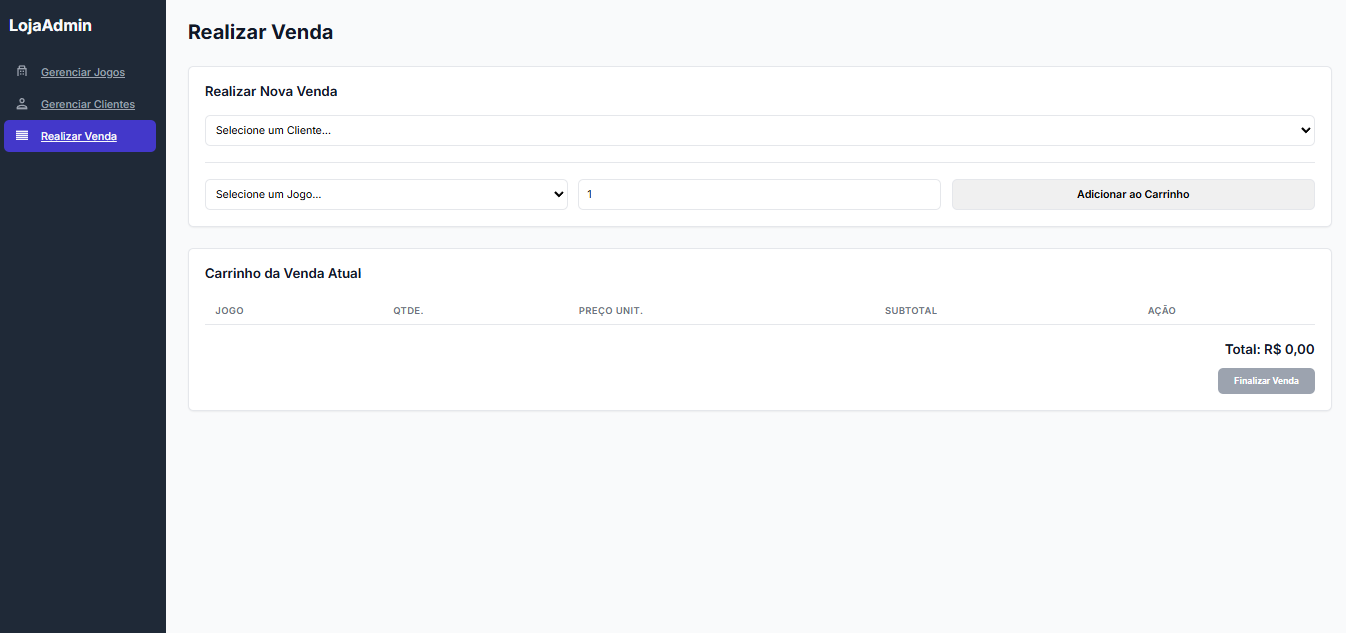 LojaAdmin
Gerenciar Jogos
Gerenciar Clientes
Realizar Venda
Realizar Venda
Realizar Nova Venda
Selecione um Cliente...
Selecione um Jogo... 1 Adicionar ao Carrinho
Carrinho da Venda Atual
JOGO QTDE. PREÇO UNIT. SUBTOTAL AÇÃO
Total: R$ 0,00
Finalizar Venda